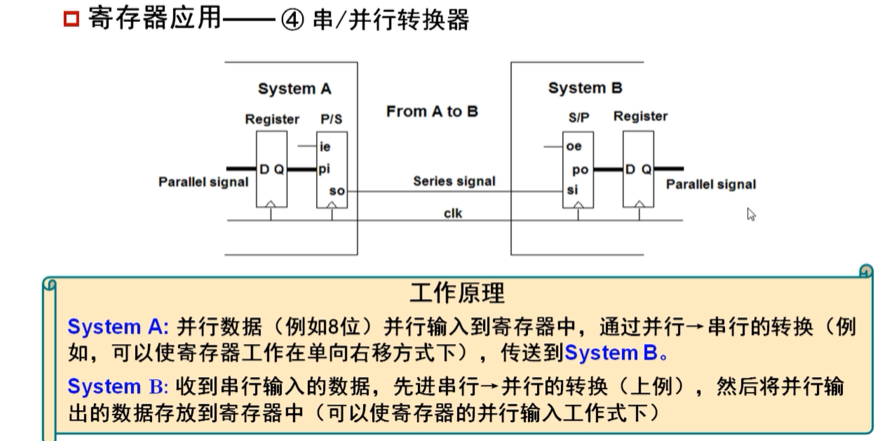 寄存器应用——④ 串/并行转换器
System A
System B
From A to B
Register P/S
S/P Register
ie
oe
D Q pi
po D Q
Parallel signal
so
Series signal
si
Parallel signal
clk
工作原理
System A: 并行数据（例如8位）并行输入到寄存器中，通过并行→串行的转换（例
如，可以使寄存器工作在单向右移方式下），传送到System B。
System B: 收到串行输入的数据，先进串行→并行的转换（上例），然后将并行输
出的数据存放到寄存器中（可以使寄存器的并行输入工作式下）